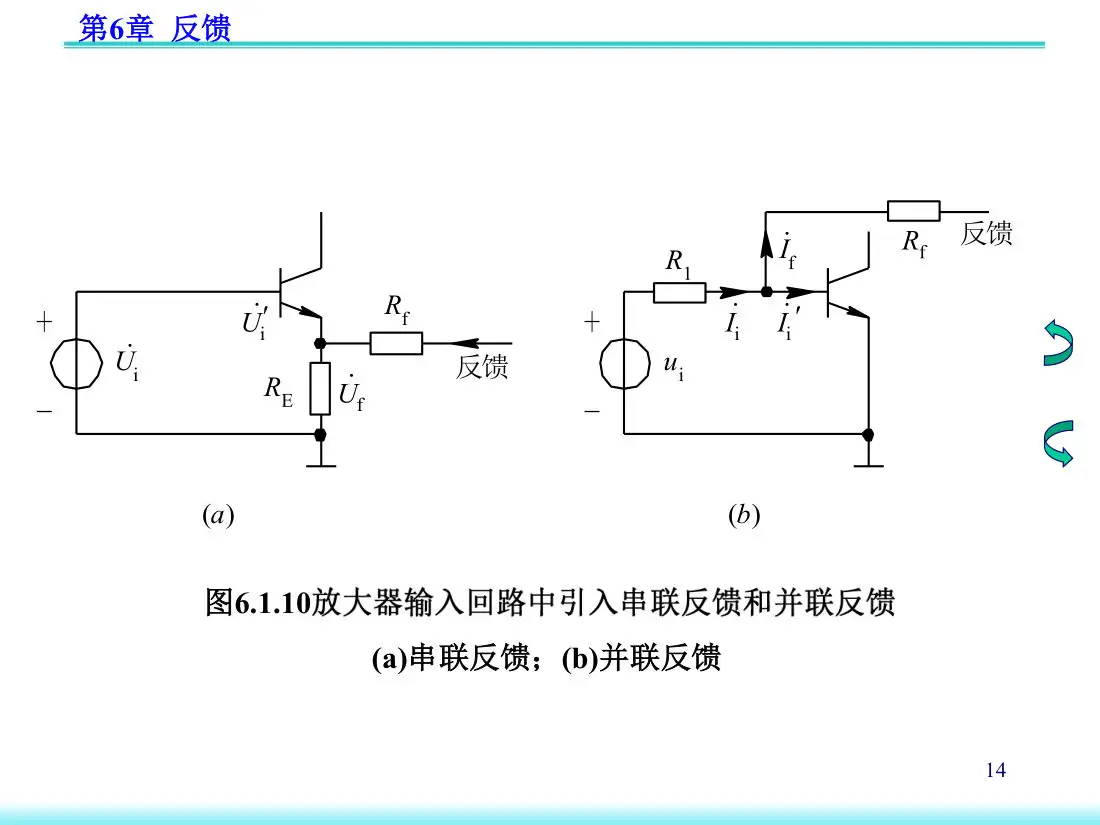 第6章 反馈
+
U̇i
−
U̇i′
RE
U̇f
Rf
反馈
(a)
+
ui
−
R1
İi
İf
İi′
Rf
反馈
(b)
图6.1.10放大器输入回路中引入串联反馈和并联反馈
(a)串联反馈；(b)并联反馈
14